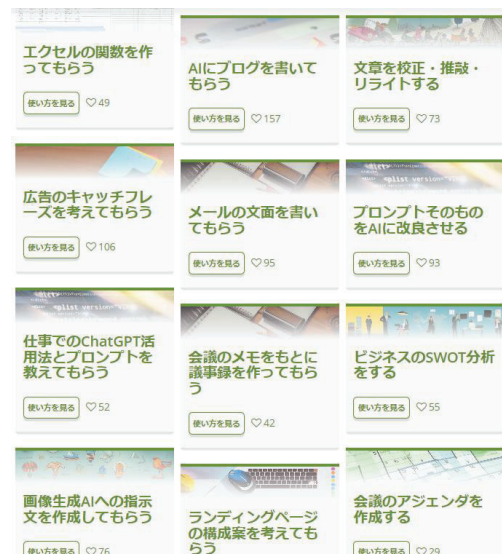 エクセルの関数を作
ってもらう
使い方を見る ♡49
広告のキャッチフレ
ーズを考えてもらう
使い方を見る ♡106
仕事でのChatGPT活
用法とプロンプトを
教えてもらう
使い方を見る ♡52
画像生成AIへの指示
文を作成してもらう
使い方を見る ♡76
AIにブログを書いて
もらう
使い方を見る ♡157
メールの文面を書い
てもらう
使い方を見る ♡95
会議のメモをもとに
議事録を作ってもら
う
使い方を見る ♡42
ランディングページ
の構成案を考えても
らう
文章を校正・推敲・
リライトする
使い方を見る ♡73
plist version=
プロンプトそのもの
をAIに改良させる
使い方を見る ♡93
ビジネスのSWOT分析
をする
使い方を見る ♡55
会議のアジェンダを
作成する
使い方を見る ♡29